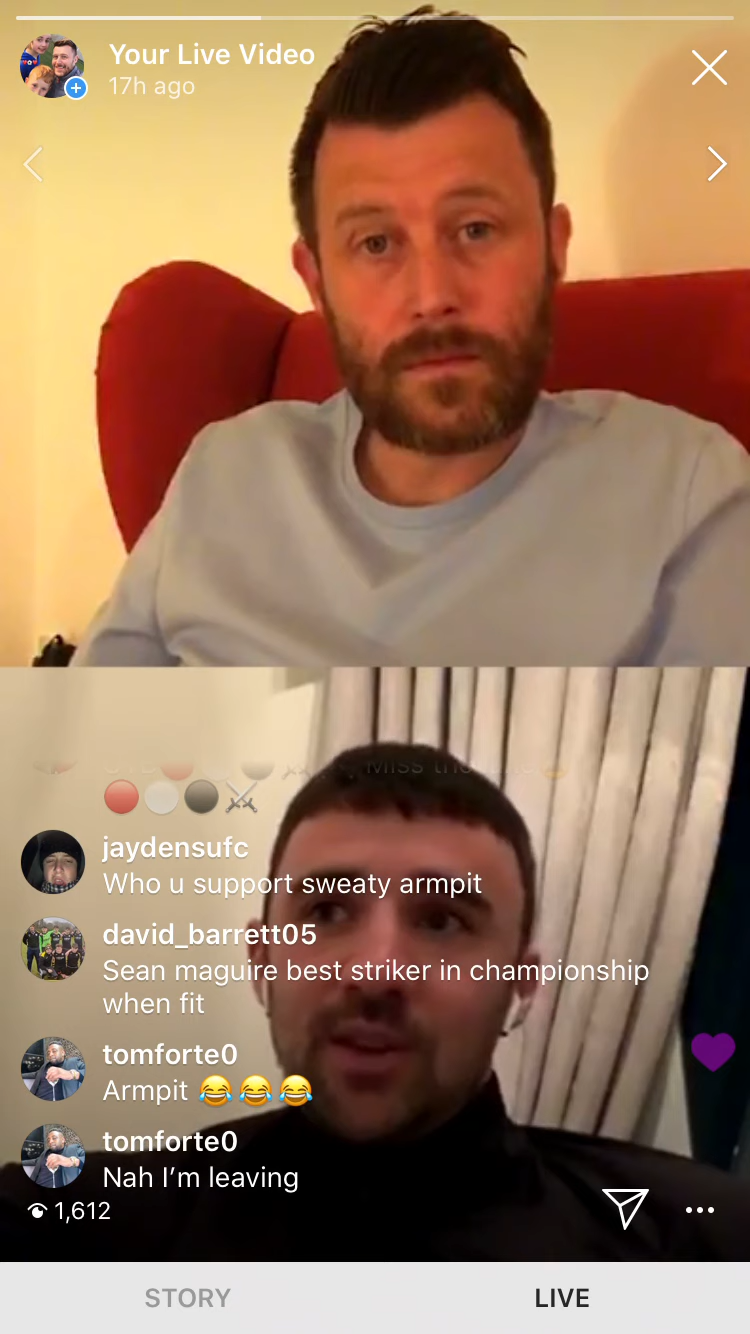 Your Live Video
17h ago
🔴⚪⚫⚔
jaydensufc
Who u support sweaty armpit
david_barrett05
Sean maguire best striker in championship
when fit
tomforte0
Armpit 😂😂😂
tomforte0
Nah I'm leaving
1,612
STORY
LIVE